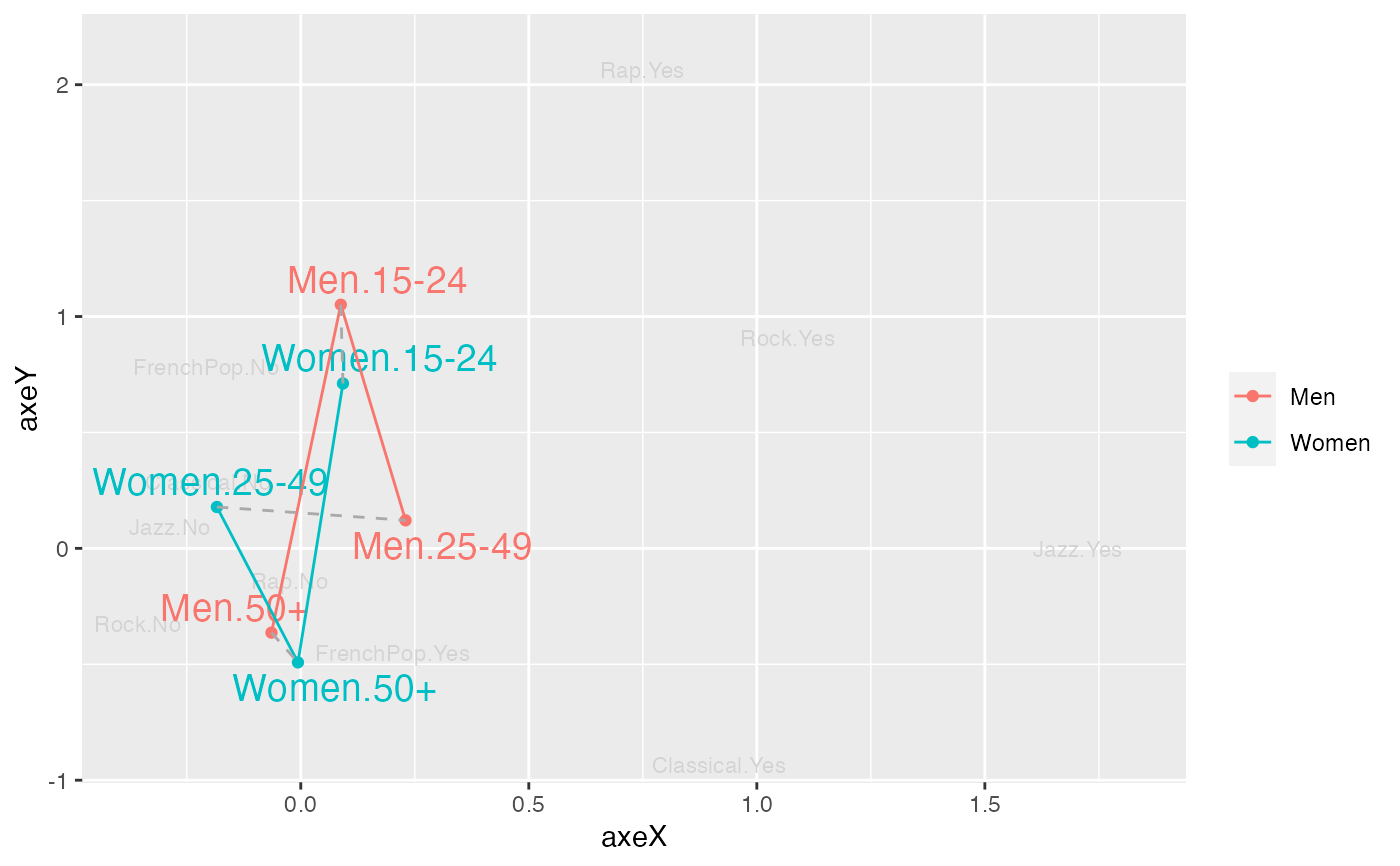 Rap.Yes
2
Men.15-24
1
Rock.Yes
Women.15-24
FrenchPop.No
axeY
Men
Women
Women.25-49
Classical.No
Jazz.No
Men.25-49
0
Jazz.Yes
Rap.No
Men.50+
Rock.No
FrenchPop.Yes
Women.50+
Classical.Yes
-1
0.0 0.5 1.0 1.5
axeX